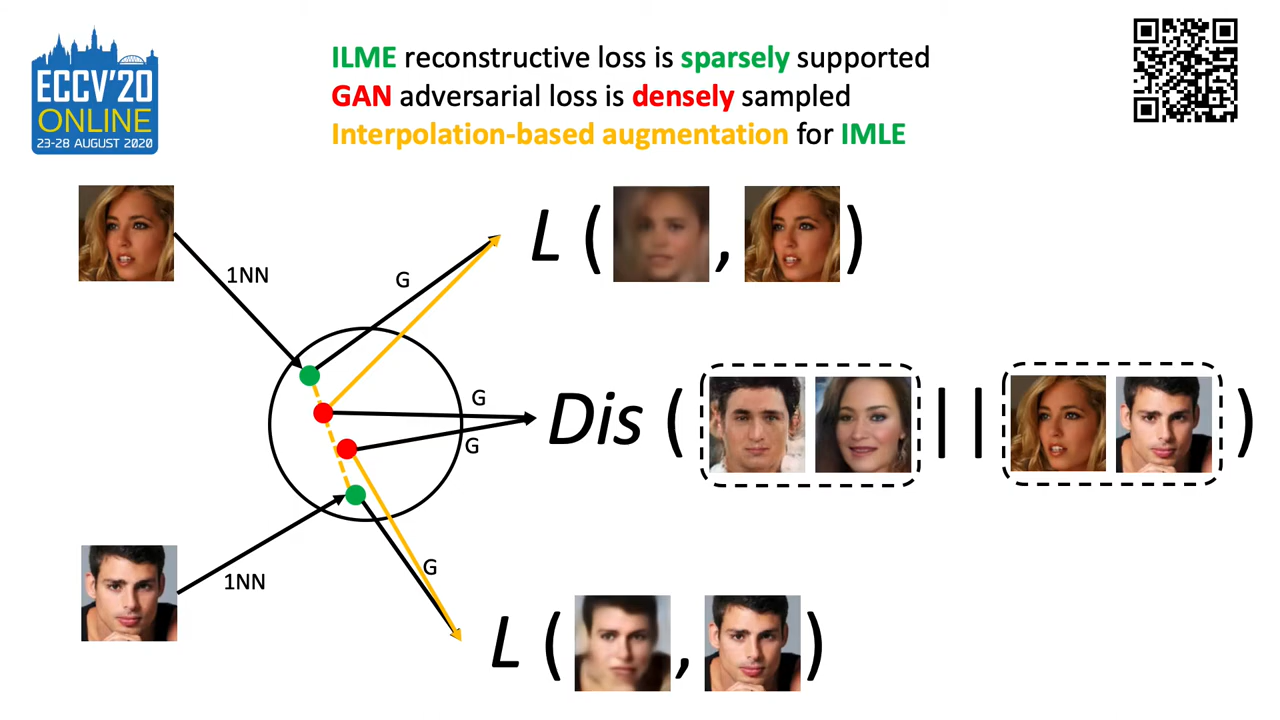 ECCV'20
ONLINE
23-28 AUGUST 2020
ILME reconstructive loss is sparsely supported
GAN adversarial loss is densely sampled
Interpolation-based augmentation for IMLE
L ( , )
1NN
G
G
Dis ( || )
G
G
1NN
L ( , )